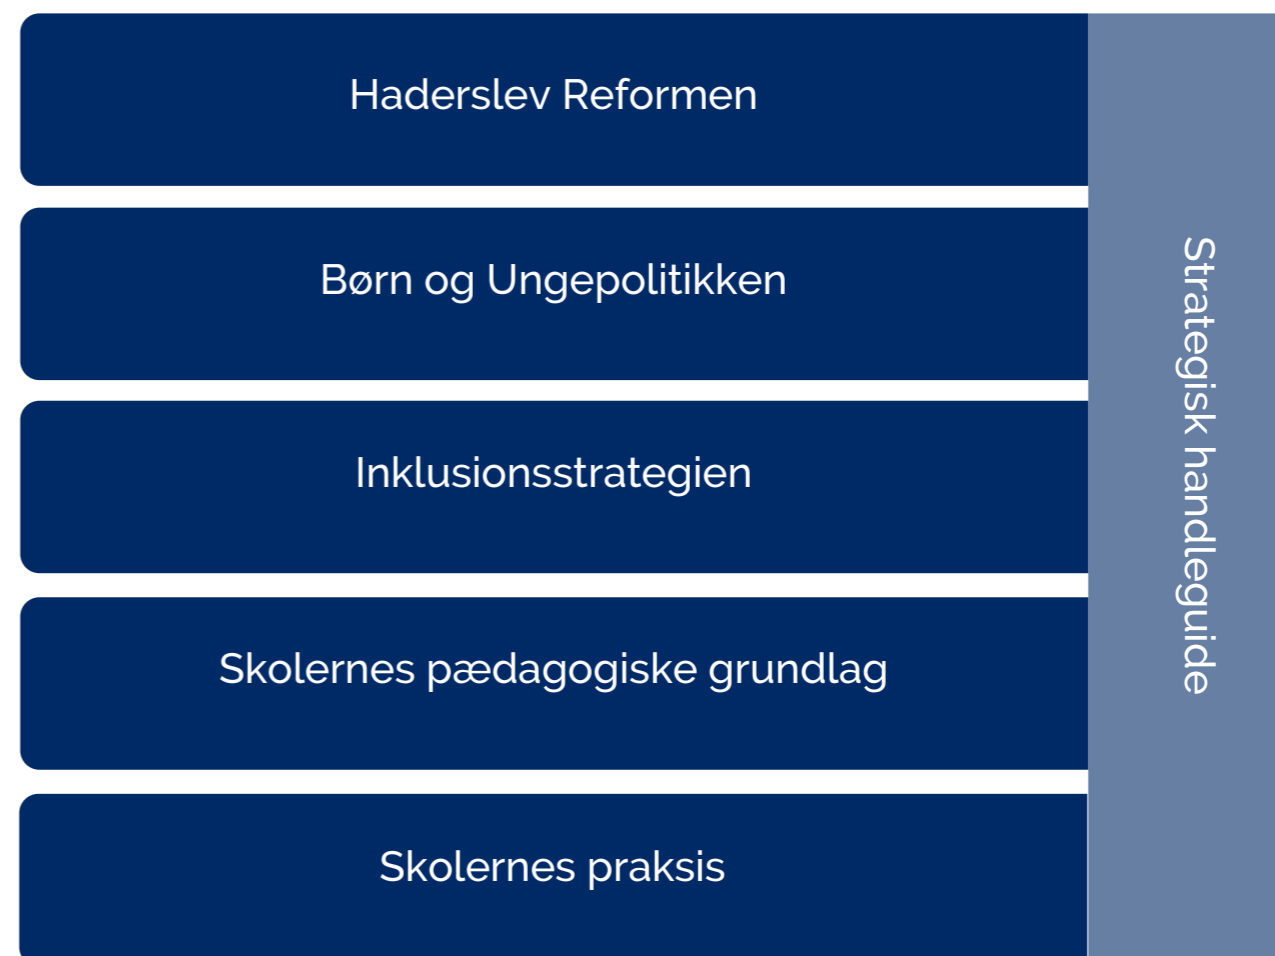 Haderslev Reformen
Børn og Ungepolitikken
Inklusionsstrategien
Skolernes pædagogiske grundlag
Skolernes praksis
Strategisk handleguide